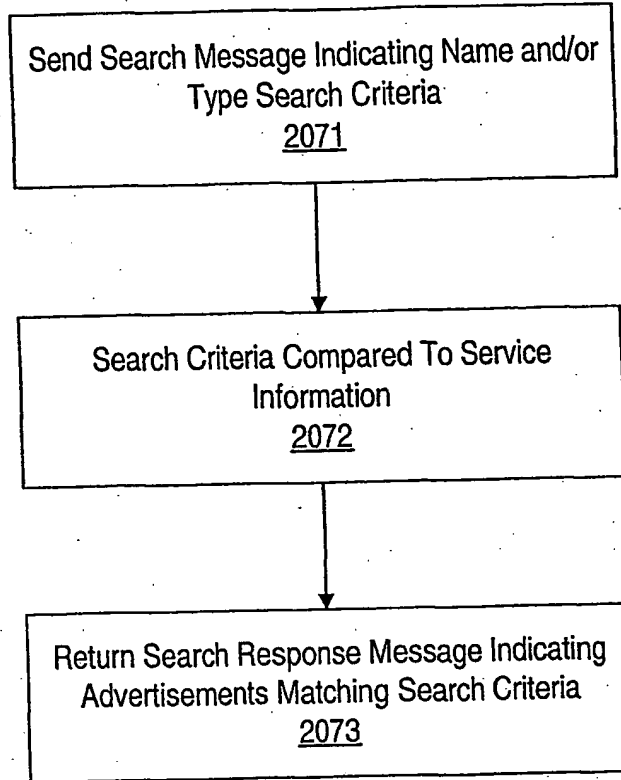 Send Search Message Indicating Name and/or
Type Search Criteria
2071
Search Criteria Compared To Service
Information
2072
Return Search Response Message Indicating
Advertisements Matching Search Criteria
2073